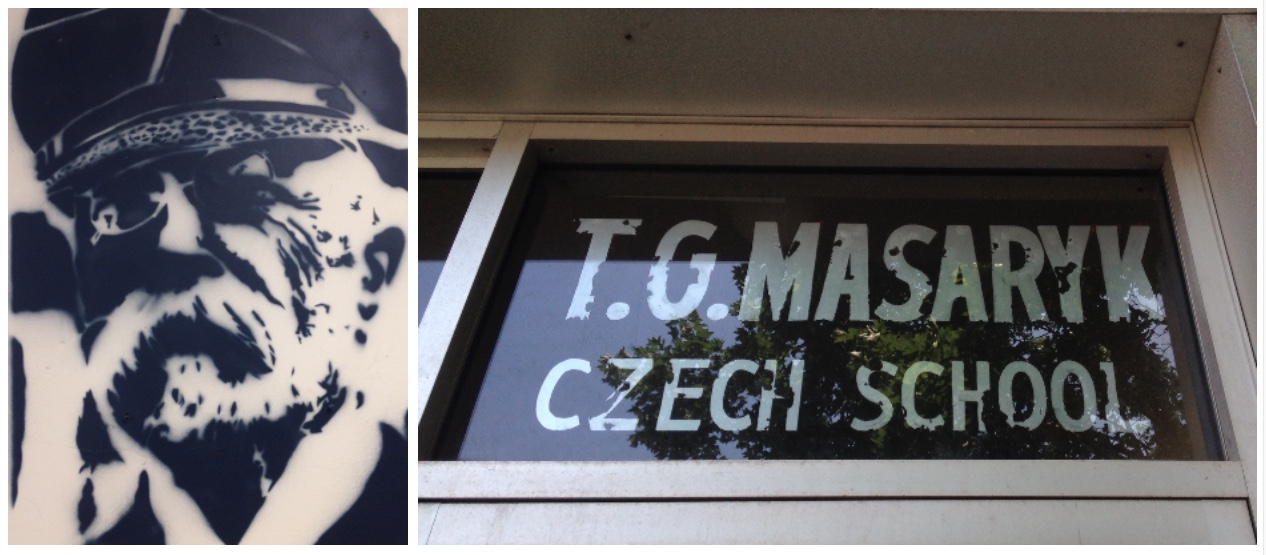 T.G.MASARYK
CZECH SCHOOL